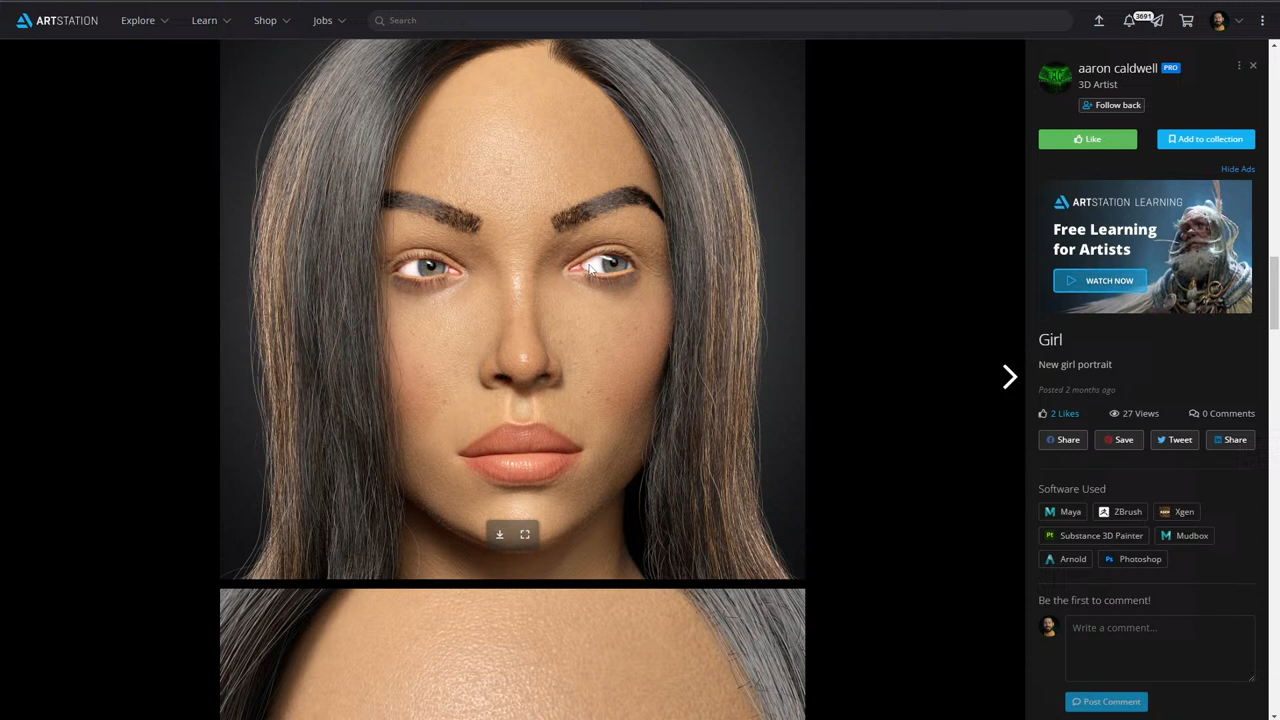 ARTSTATION
Explore
Learn
Shop
Jobs
Search
3691
aaron caldwell PRO
3D Artist
Follow back
Like
Add to collection
Hide Ads
ARTSTATION LEARNING
Free Learning
for Artists
WATCH NOW
Girl
New girl portrait
Posted 2 months ago
2 Likes
27 Views
0 Comments
Share
Save
Tweet
Share
Software Used
Maya
ZBrush
Xgen
Pt Substance 3D Painter
Mudbox
Arnold
Ps Photoshop
Be the first to comment!
Write a comment...
Post Comment